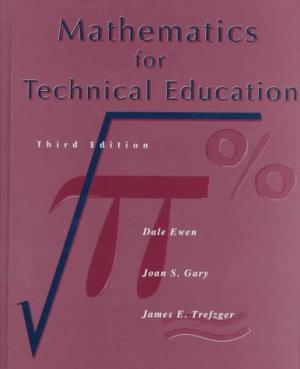 Mathematics
for
Technical Education
Third Edition
%
π
Dale Ewen
Joan S. Gary
James E. Trefzger